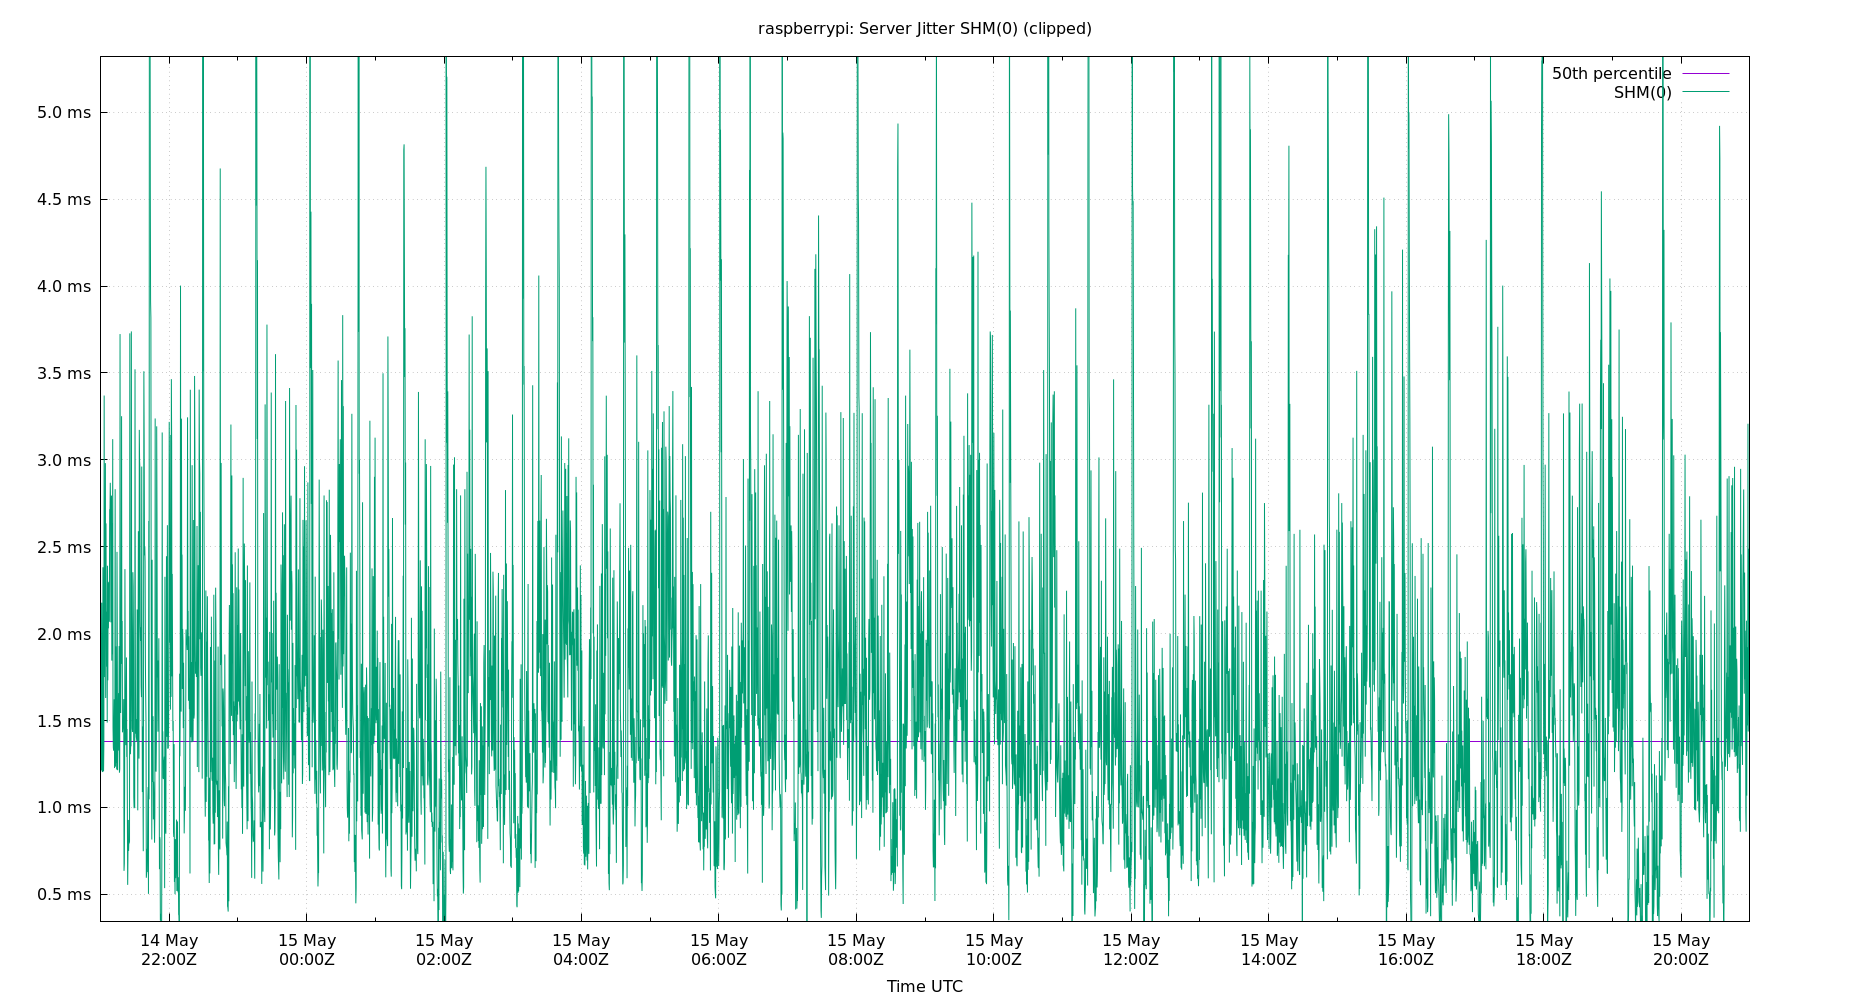 raspberrypi: Server Jitter SHM(0) (clipped)
50th percentile
SHM(0)
5.0 ms
4.5 ms
4.0 ms
3.5 ms
3.0 ms
2.5 ms
2.0 ms
1.5 ms
1.0 ms
0.5 ms
14 May 15 May 15 May 15 May 15 May 15 May 15 May 15 May 15 May 15 May 15 May 15 May
22:00Z 00:00Z 02:00Z 04:00Z 06:00Z 08:00Z 10:00Z 12:00Z 14:00Z 16:00Z 18:00Z 20:00Z
Time UTC